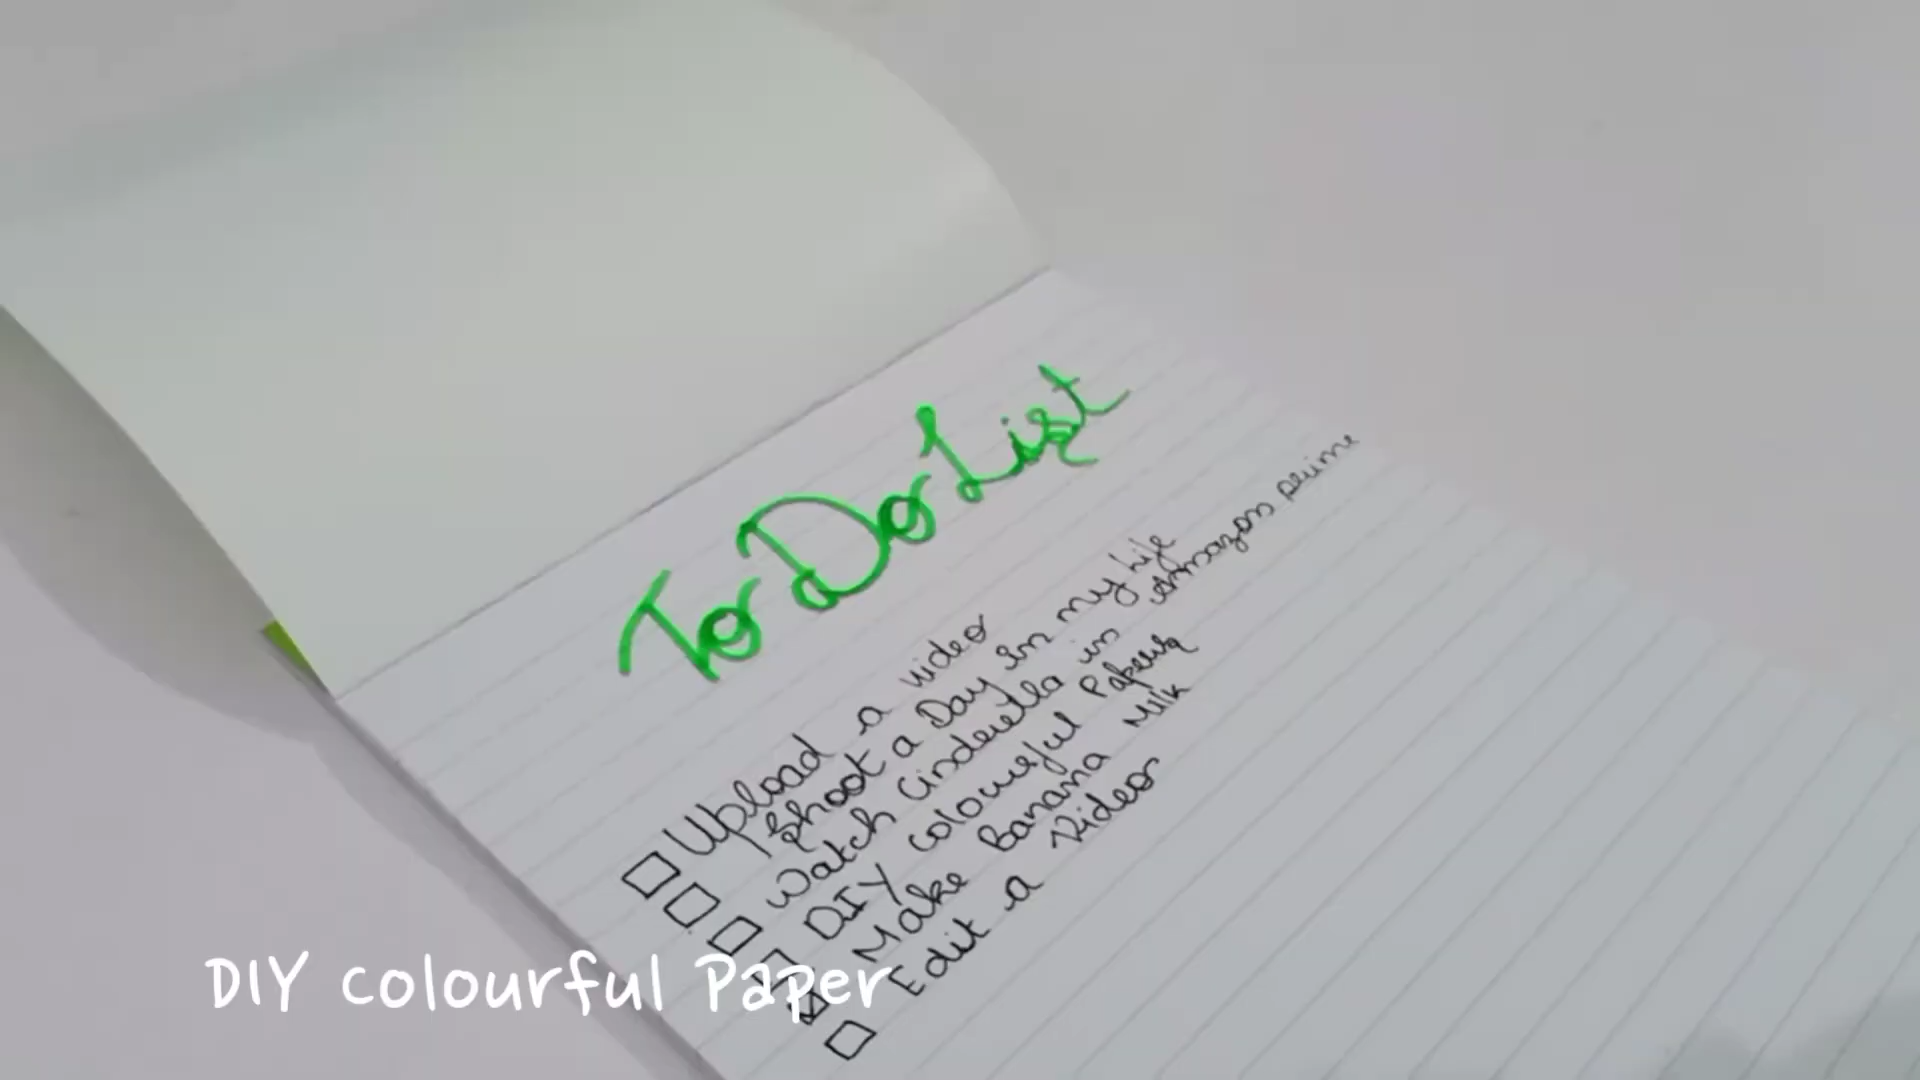 To Do List
Upload a video
Shoot a Day in my life
Watch Cinderella in Amazon prime
DIY colourful Paper
Make Banana Milk
Edit a Video
DIY colourful Paper